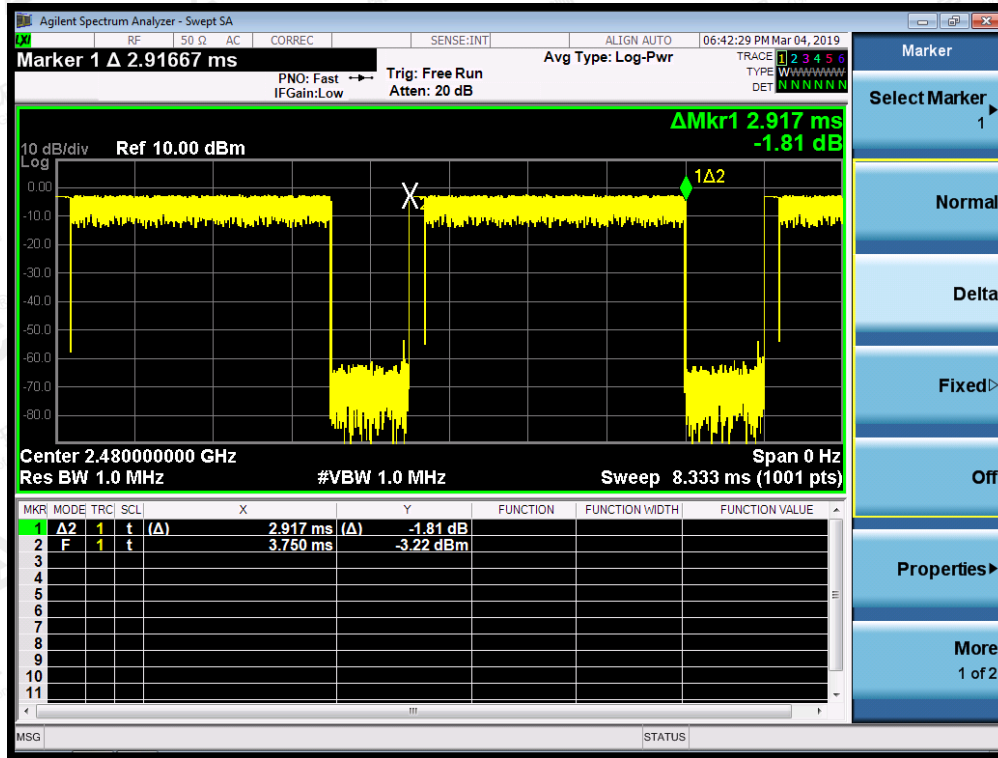 Agilent Spectrum Analyzer - Swept SA
LXI RF 50 Ω AC CORREC SENSE:INT ALIGN AUTO 06:42:29 PM Mar 04, 2019
Marker 1 Δ 2.91667 ms
PNO: Fast
IFGain:Low
Trig: Free Run
Atten: 20 dB
Avg Type: Log-Pwr
TRACE 1 2 3 4 5 6
TYPE WWWWWW
DET N N N N N N
ΔMkr1 2.917 ms
-1.81 dB
10 dB/div Ref 10.00 dBm
Log
0.00
-10.0
-20.0
-30.0
-40.0
-50.0
-60.0
-70.0
-80.0
X2
1Δ2
Center 2.480000000 GHz Span 0 Hz
Res BW 1.0 MHz #VBW 1.0 MHz Sweep 8.333 ms (1001 pts)
MKR MODE TRC SCL X Y FUNCTION FUNCTION WIDTH FUNCTION VALUE
1 Δ2 1 t (Δ) 2.917 ms (Δ) -1.81 dB
2 F 1 t 3.750 ms -3.22 dBm
3
4
5
6
7
8
9
10
11
MSG STATUS
Marker
Select Marker
1
Normal
Delta
Fixed
Off
Properties
More
1 of 2